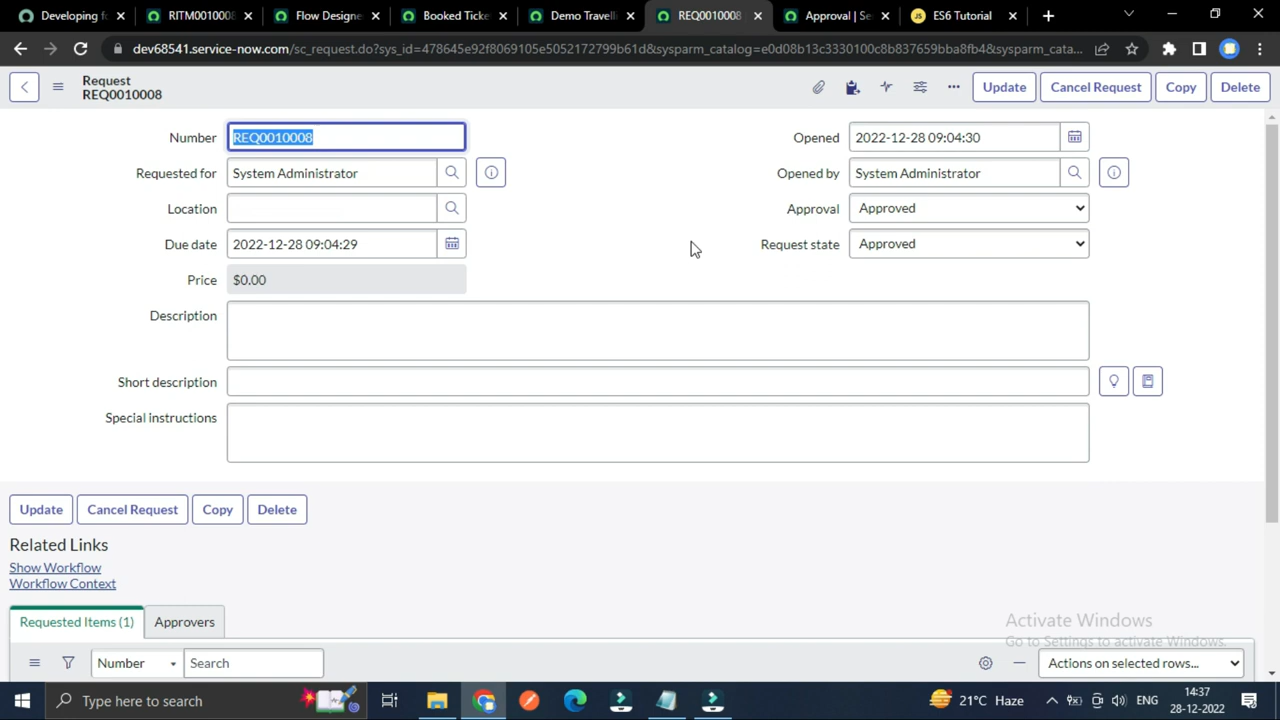 Developing fo
RITM0010008
Flow Designe
Booked Ticke
Demo Travelli
REQ0010008
Approval | Se
ES6 Tutorial
dev68541.service-now.com/sc_request.do?sys_id=478645e92f8069105e5052172799b61d&sysparm_catalog=e0d08b13c3330100c8b837659bba8fb4&sysparm_cata...
Request
REQ0010008
Update
Cancel Request
Copy
Delete
Number REQ0010008
Opened 2022-12-28 09:04:30
Requested for System Administrator
Opened by System Administrator
Location
Approval Approved
Due date 2022-12-28 09:04:29
Request state Approved
Price $0.00
Description
Short description
Special instructions
Update Cancel Request Copy Delete
Related Links
Show Workflow
Workflow Context
Requested Items (1) Approvers
Activate Windows
Go to Settings to activate Windows.
Number Search Actions on selected rows...
Type here to search
21°C Haze
ENG
14:37
28-12-2022